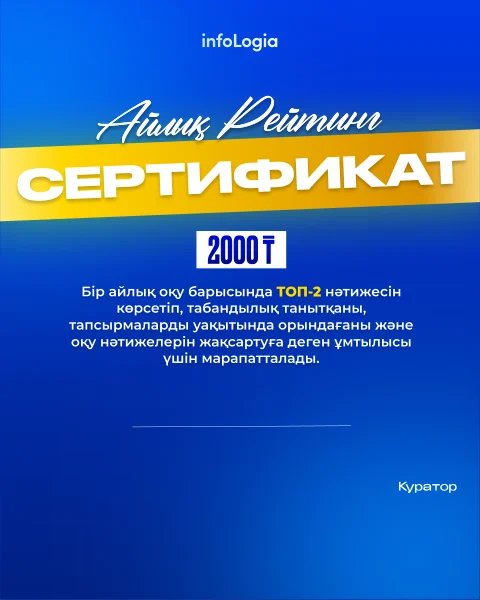 infoLogia
Айлық Рейтинг
СЕРТИФИКАТ
2000 ₸
Бір айлық оқу барысында ТОП-2 нәтижесін
көрсетіп, табандылық танытқаны,
тапсырмаларды уақытында орындағаны және
оқу нәтижелерін жақсартуға деген ұмтылысы
үшін марапатталады.
Куратор